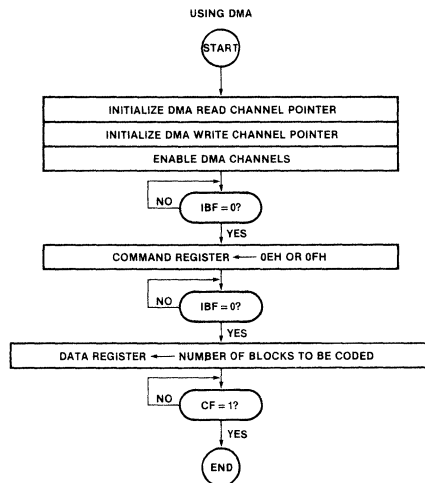 USING DMA
START
INITIALIZE DMA READ CHANNEL POINTER
INITIALIZE DMA WRITE CHANNEL POINTER
ENABLE DMA CHANNELS
NO
IBF = 0?
YES
COMMAND REGISTER ← 0EH OR 0FH
NO
IBF = 0?
YES
DATA REGISTER ← NUMBER OF BLOCKS TO BE CODED
NO
CF = 1?
YES
END